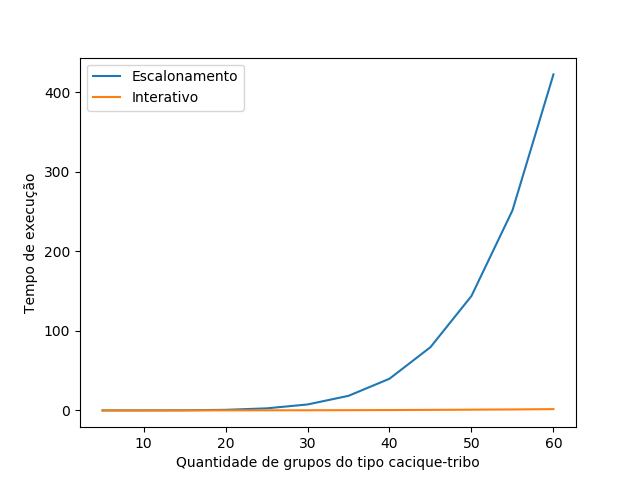 Escalonamento
Interativo
400
300
200
100
0
Tempo de execução
10 20 30 40 50 60
Quantidade de grupos do tipo cacique-tribo